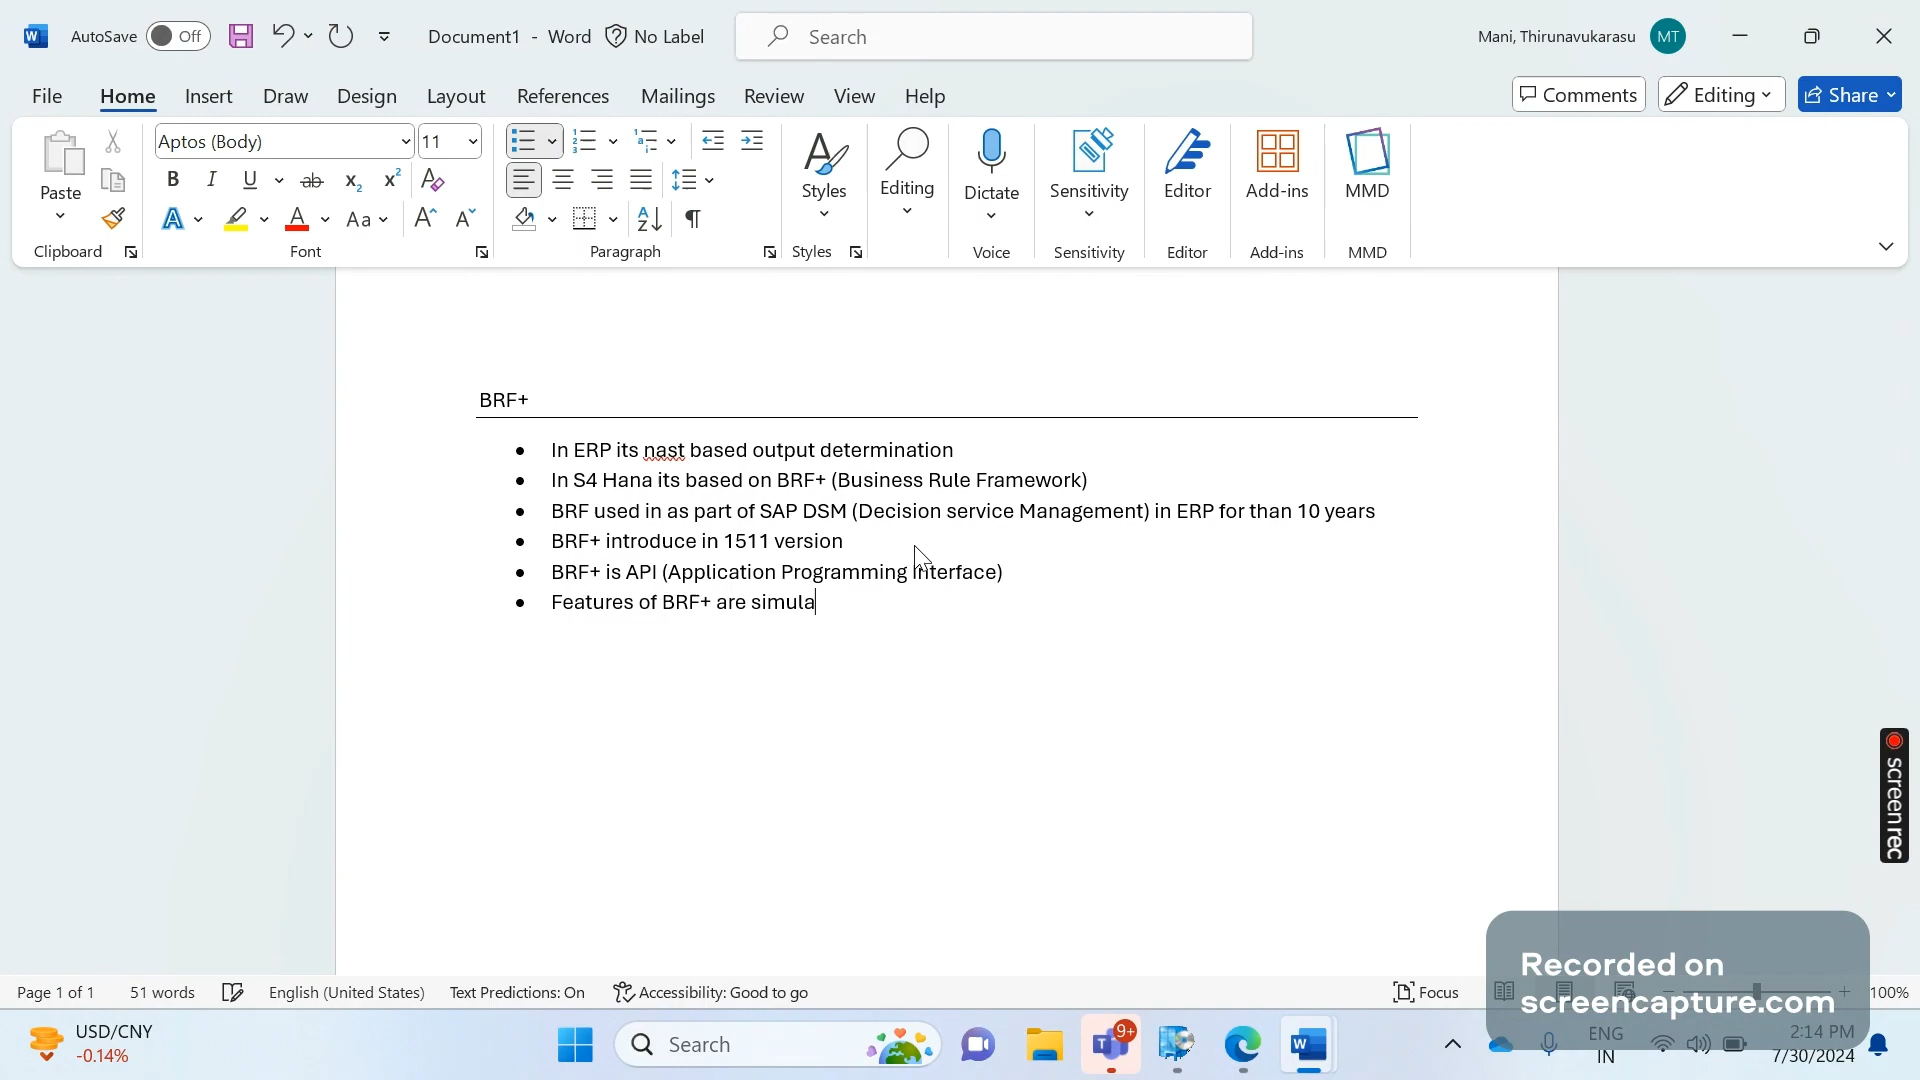 AutoSave Off Document1 - Word No Label Search Mani, Thirunavukarasu MT
File Home Insert Draw Design Layout References Mailings Review View Help Comments Editing Share
Aptos (Body) 11
Paste Styles Editing Dictate Sensitivity Editor Add-ins MMD
Clipboard Font Paragraph Styles Voice Sensitivity Editor Add-ins MMD
BRF+
• In ERP its nast based output determination
• In S4 Hana its based on BRF+ (Business Rule Framework)
• BRF used in as part of SAP DSM (Decision service Management) in ERP for than 10 years
• BRF+ introduce in 1511 version
• BRF+ is API (Application Programming Interface)
• Features of BRF+ are simula
screenrec
Recorded on
screencapture.com
Page 1 of 1 51 words English (United States) Text Predictions: On Accessibility: Good to go Focus 100%
USD/CNY
-0.14%
Search
9+
ENG
IN
2:14 PM
7/30/2024